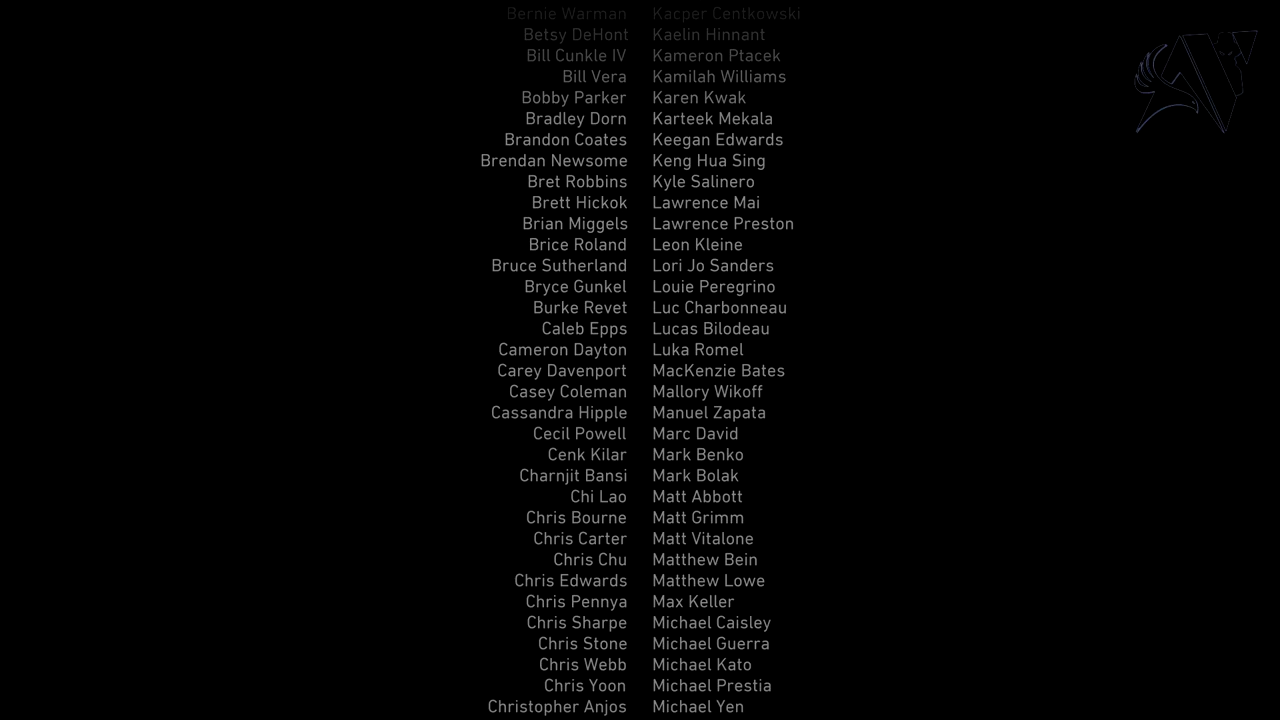 Bernie Warman Kacper Centkowski
Betsy DeHont Kaelin Hinnant
Bill Cunkle IV Kameron Ptacek
Bill Vera Kamilah Williams
Bobby Parker Karen Kwak
Bradley Dorn Karteek Mekala
Brandon Coates Keegan Edwards
Brendan Newsome Keng Hua Sing
Bret Robbins Kyle Salinero
Brett Hickok Lawrence Mai
Brian Miggels Lawrence Preston
Brice Roland Leon Kleine
Bruce Sutherland Lori Jo Sanders
Bryce Gunkel Louie Peregrino
Burke Revet Luc Charbonneau
Caleb Epps Lucas Bilodeau
Cameron Dayton Luka Romel
Carey Davenport MacKenzie Bates
Casey Coleman Mallory Wikoff
Cassandra Hipple Manuel Zapata
Cecil Powell Marc David
Cenk Kilar Mark Benko
Charnjit Bansi Mark Bolak
Chi Lao Matt Abbott
Chris Bourne Matt Grimm
Chris Carter Matt Vitalone
Chris Chu Matthew Bein
Chris Edwards Matthew Lowe
Chris Pennya Max Keller
Chris Sharpe Michael Caisley
Chris Stone Michael Guerra
Chris Webb Michael Kato
Chris Yoon Michael Prestia
Christopher Anjos Michael Yen